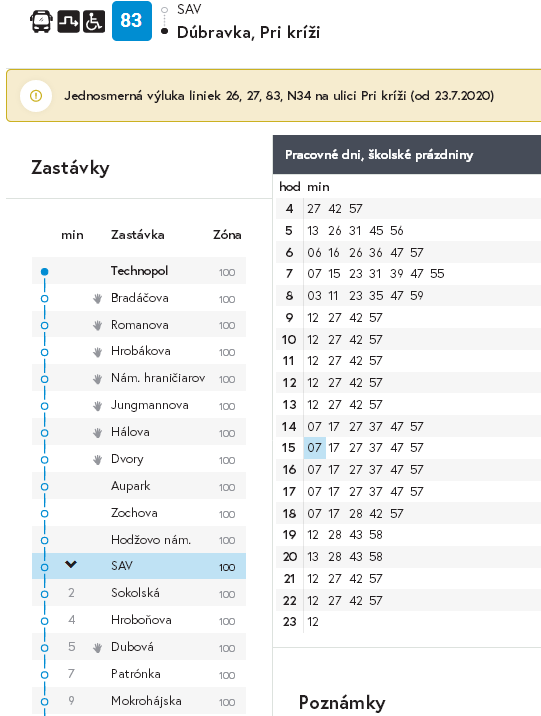 83
SAV
Dúbravka, Pri kríži
Jednosmerná výluka liniek 26, 27, 83, N34 na ulici Pri kríži (od 23.7.2020)
Zastávky
min Zastávka Zóna
Technopol 100
Bradáčova 100
Romanova 100
Hrobákova 100
Nám. hraničiarov 100
Jungmannova 100
Hálova 100
Dvory 100
Aupark 100
Zochova 100
Hodžovo nám. 100
SAV 100
2 Sokolská 100
4 Hroboňova 100
5 Dubová 100
7 Patrónka 100
9 Mokrohájska 100
Pracovné dni, školské prázdniny
hod min
4 27 42 57
5 13 26 31 45 56
6 06 16 26 36 47 57
7 07 15 23 31 39 47 55
8 03 11 23 35 47 59
9 12 27 42 57
10 12 27 42 57
11 12 27 42 57
12 12 27 42 57
13 12 27 42 57
14 07 17 27 37 47 57
15 07 17 27 37 47 57
16 07 17 27 37 47 57
17 07 17 27 37 47 57
18 07 17 28 42 57
19 12 28 43 58
20 13 28 43 58
21 12 27 42 57
22 12 27 42 57
23 12
Poznámky